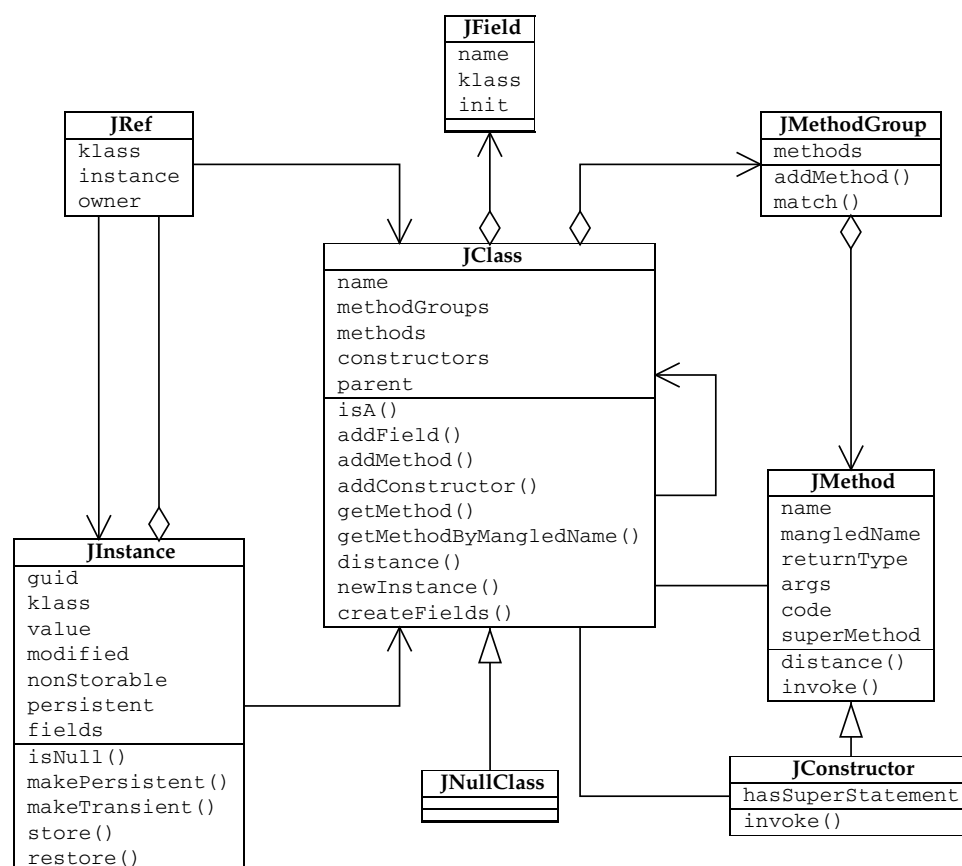 JField
name
klass
init
JRef
klass
instance
owner
JMethodGroup
methods
addMethod()
match()
JClass
name
methodGroups
methods
constructors
parent
isA()
addField()
addMethod()
addConstructor()
getMethod()
getMethodByMangledName()
distance()
newInstance()
createFields()
JMethod
name
mangledName
returnType
args
code
superMethod
distance()
invoke()
JInstance
guid
klass
value
modified
nonStorable
persistent
fields
isNull()
makePersistent()
makeTransient()
store()
restore()
JNullClass
JConstructor
hasSuperStatement
invoke()